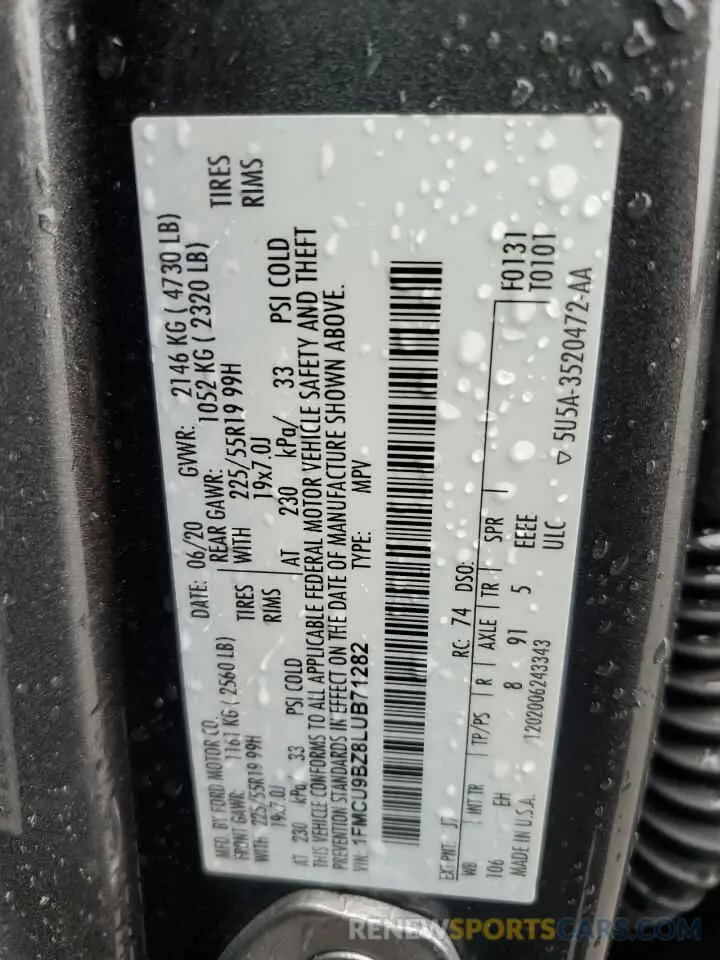 MFD. BY FORD MOTOR CO. DATE: 06/20 GVWR: 2146 KG ( 4730 LB)
FRONT GAWR: 1161 KG ( 2560 LB) REAR GAWR: 1052 KG ( 2320 LB)
WITH 225/55R19 99H TIRES WITH 225/55R19 99H TIRES
19x7.0J RIMS 19x7.0J RIMS
AT 230 kPa/ 33 PSI COLD AT 230 kPa/ 33 PSI COLD
THIS VEHICLE CONFORMS TO ALL APPLICABLE FEDERAL MOTOR VEHICLE SAFETY AND THEFT
PREVENTION STANDARDS IN EFFECT ON THE DATE OF MANUFACTURE SHOWN ABOVE.
VIN: 1FMCU9BZ8LUB71282 TYPE: MPV
EXT PNT: J7 RC: 74 DSO: F0131
WB INT TR TP/PS R AXLE TR SPR T0101
106 EH 8 91 5 EEEE
MADE IN U.S.A. 1202006243343 ULC ▽ 5U5A-3520472-AA
RENEWSPORTSCARS.COM